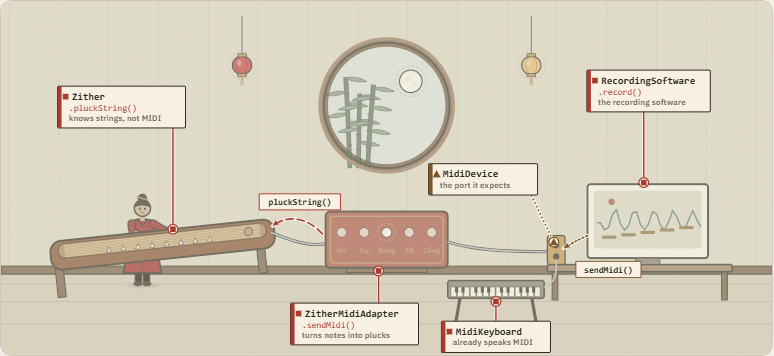 Zither
.pluckString()
knows strings, not MIDI
RecordingSoftware
.record()
the recording software
MidiDevice
the port it expects
pluckString()
Hò Xự Xàng Xê Cống
sendMidi()
ZitherMidiAdapter
.sendMidi()
turns notes into plucks
MidiKeyboard
already speaks MIDI